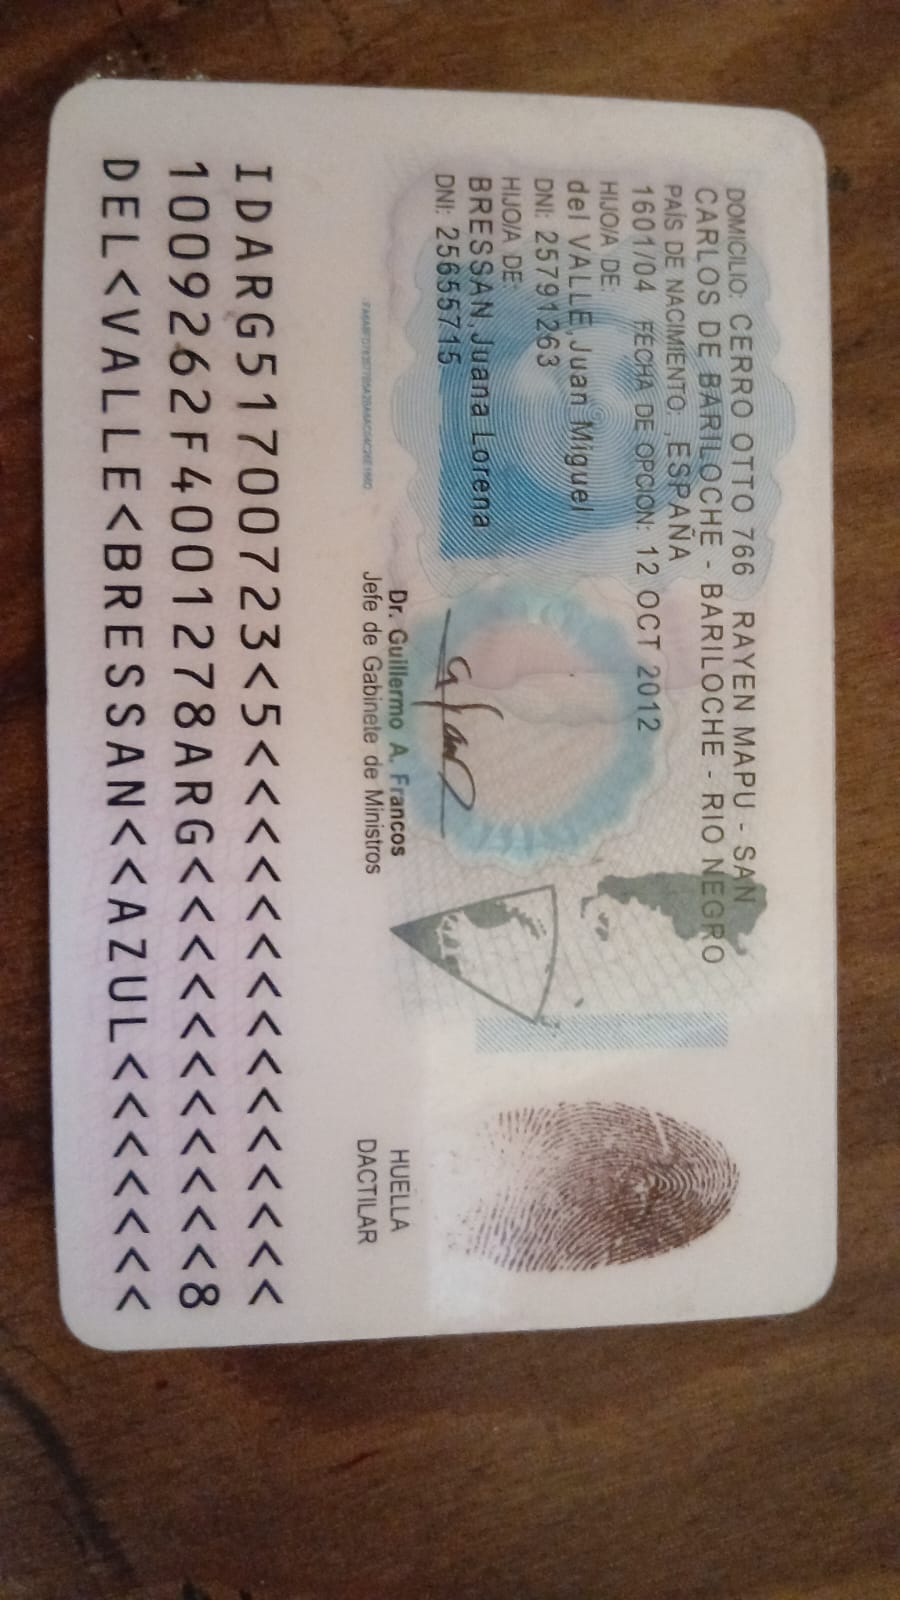 DOMICILIO: CERRO OTTO 766 RAYEN MAPU - SAN
CARLOS DE BARILOCHE - BARILOCHE - RIO NEGRO
PAÍS DE NACIMIENTO: , ESPAÑA
1601/04 FECHA DE OPCION: 12 OCT 2012
HIJO/A DE:
del VALLE,Juan Miguel
DNI: 25791263
HIJO/A DE:
BRESSAN,Juana Lorena
DNI: 25655715
Dr. Guillermo A. Francos
Jefe de Gabinete de Ministros
HUELLA
DACTILAR
IDARG51700723<5<<<<<<<<<<<<<<<
1009262F4001278ARG<<<<<<<<<<<8
DEL<VALLE<BRESSAN<<AZUL<<<<<<<